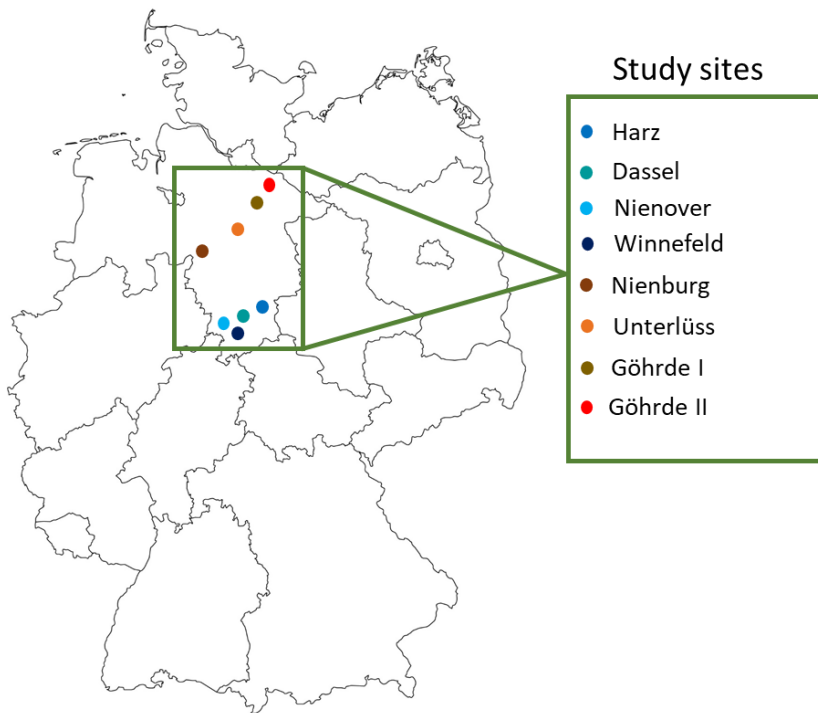 Study sites
Harz
Dassel
Nienover
Winnefeld
Nienburg
Unterlüss
Göhrde I
Göhrde II